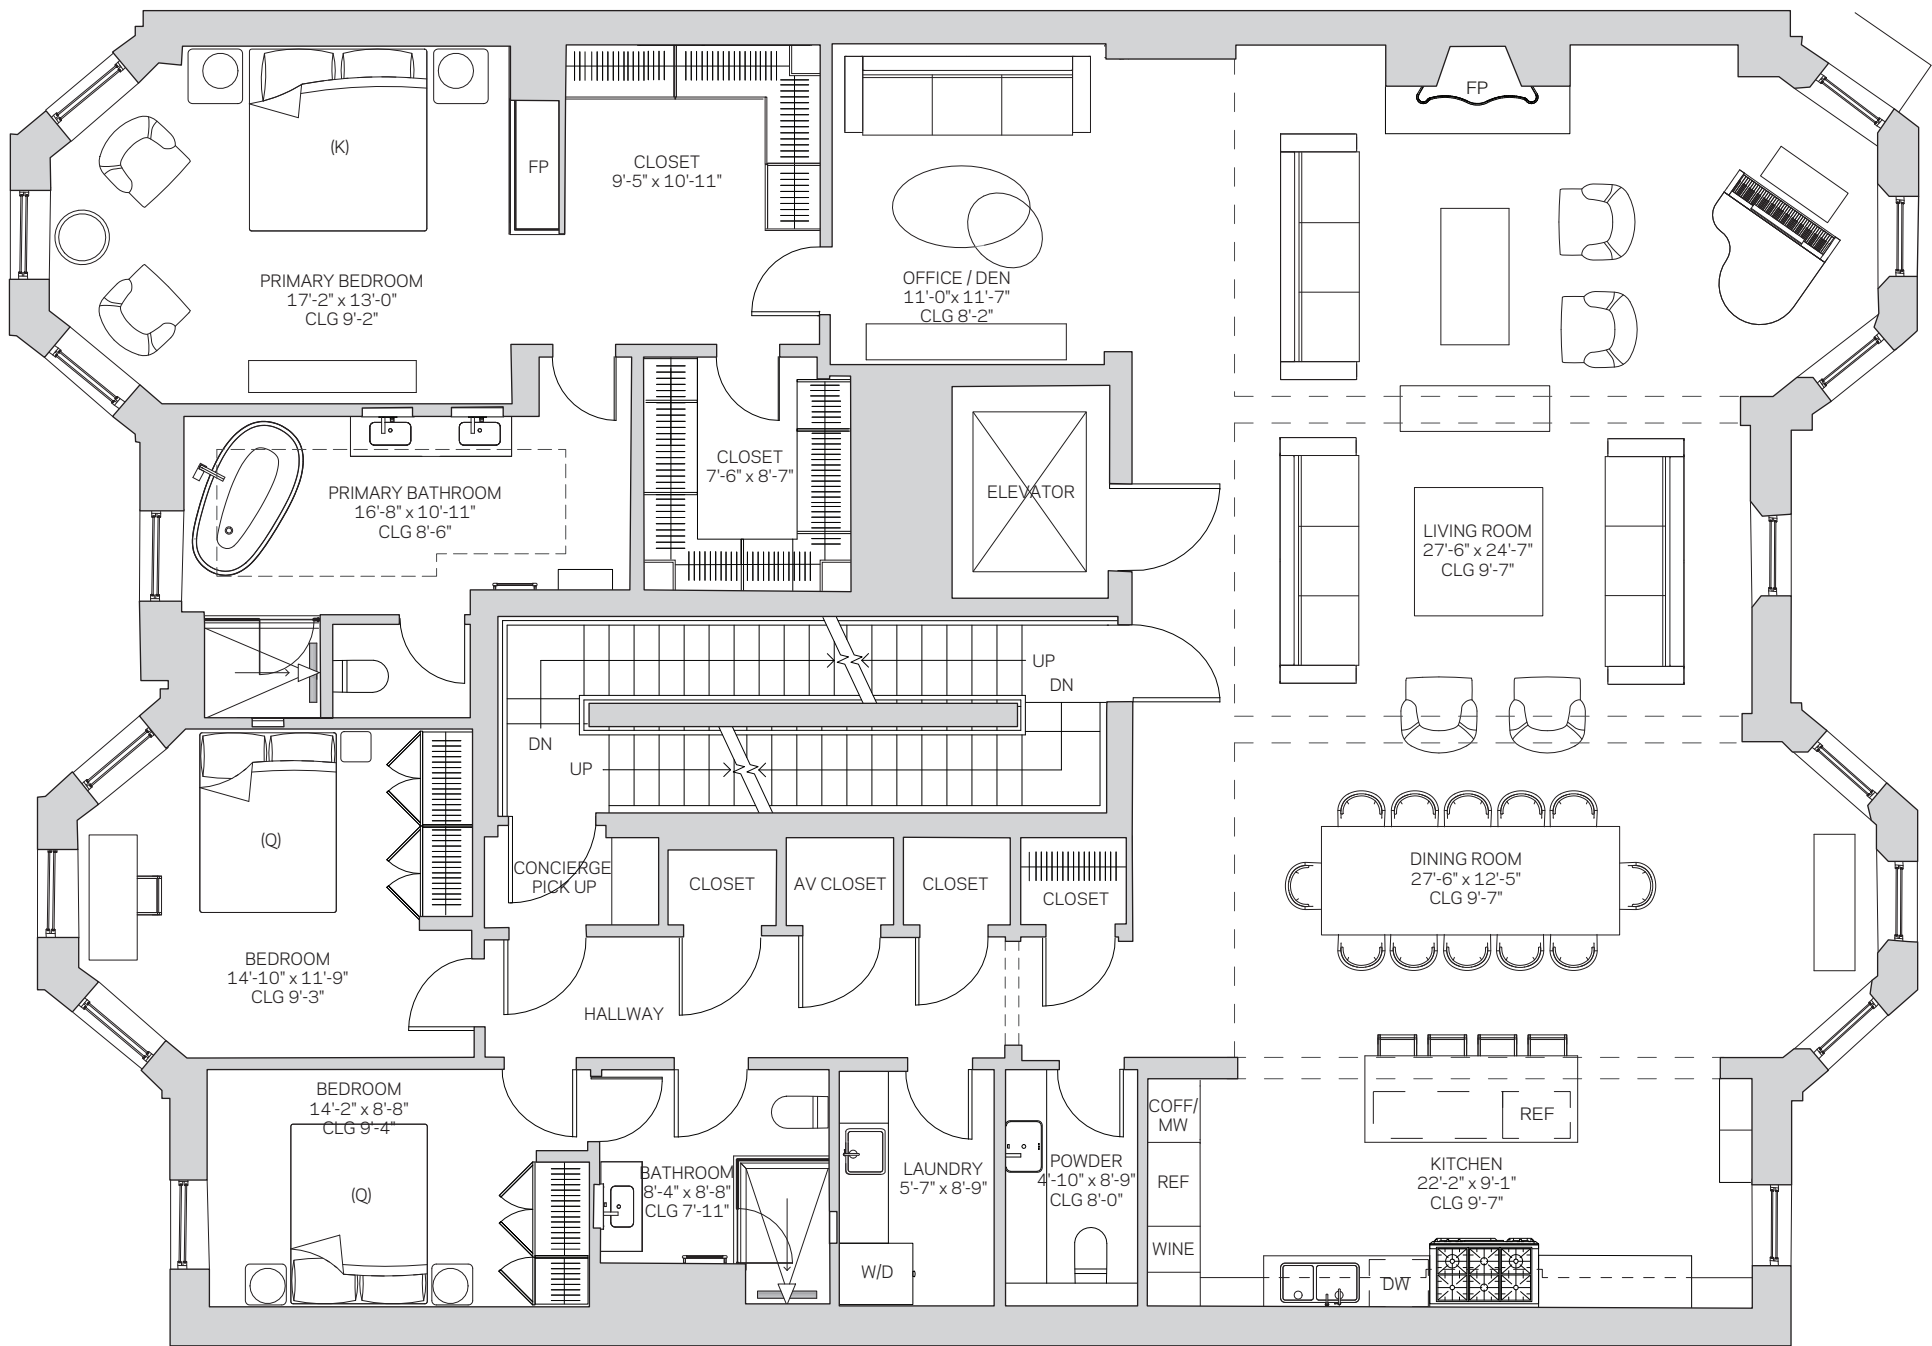 FP
(K)
FP
CLOSET
9'-5" x 10'-11"
PRIMARY BEDROOM
17'-2" x 13'-0"
CLG 9'-2"
OFFICE / DEN
11'-0"x 11'-7"
CLG 8'-2"
CLOSET
7'-6" x 8'-7"
PRIMARY BATHROOM
16'-8" x 10'-11"
CLG 8'-6"
ELEVATOR
LIVING ROOM
27'-6" x 24'-7"
CLG 9'-7"
UP
DN
DN
UP
(Q)
CONCIERGE
PICK UP
CLOSET
AV CLOSET
CLOSET
CLOSET
DINING ROOM
27'-6" x 12'-5"
CLG 9'-7"
BEDROOM
14'-10" x 11'-9"
CLG 9'-3"
HALLWAY
BEDROOM
14'-2" x 8'-8"
CLG 9'-4"
(Q)
BATHROOM
8'-4" x 8'-8"
CLG 7'-11"
LAUNDRY
5'-7" x 8'-9"
W/D
POWDER
4'-10" x 8'-9"
CLG 8'-0"
COFF/
MW
REF
WINE
REF
KITCHEN
22'-2" x 9'-1"
CLG 9'-7"
DW